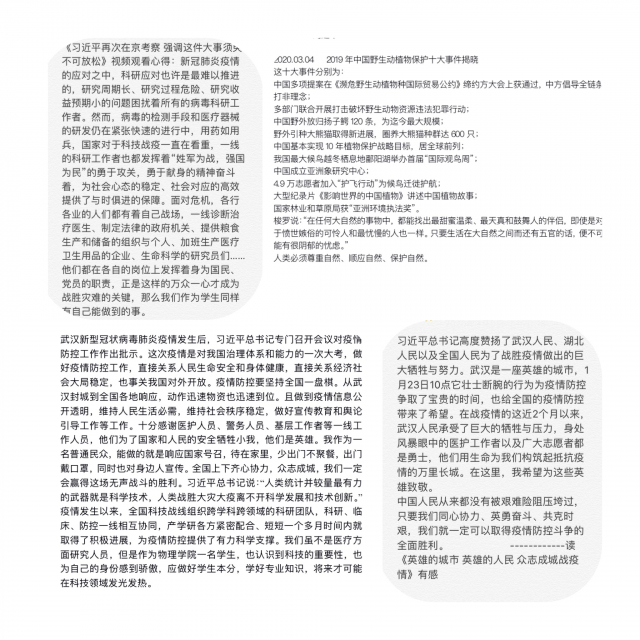 《习近平再次在京考察 强调这件大事须臾
不可放松》视频观看心得：新冠肺炎疫情
的应对之中，科研应对也许是最难以推进
的，研究周期长、研究过程危险、研究收
益预期小的问题困扰着所有的病毒科研工
作者。然而，病毒的检测手段和医疗器械
的研发仍在紧张快速的进行中，用药如用
兵，国家对于科技战疫一直在看重，一线
的科研工作者也都发挥着“姓军为战，强国
为民”的勇于攻关，勇于献身的精神奋斗
着，为社会心态的稳定、社会对应的高效
提供了与时俱进的保障。面对危机，各行
各业的人们都有着自己战场，一线诊断治
疗医生、制定法律的政府机关、提供粮食
生产和储备的组织与个人、加班生产医疗
卫生用品的企业、生命科学的研究员们......
他们都在各自的岗位上发挥着身为国民、
党员的职责，正是这样的万众一心才成为
战胜灾难的关键，那么我们作为学生同样
有自己能做到的事。
2020.03.04 2019 年中国野生动植物保护十大事件揭晓
这十大事件分别为：
中国多项提案在《濒危野生动植物种国际贸易公约》缔约方大会上获通过，中方倡导全链条
打非理念；
多部门联合开展打击破坏野生动物资源违法犯罪行动；
中国野外放归扬子鳄 120 条，为迄今最大规模；
野外引种大熊猫取得新进展，圈养大熊猫种群达 600 只；
中国基本实现 10 年植物保护战略目标，居全球前列；
我国最大候鸟越冬栖息地鄱阳湖举办首届“国际观鸟周”；
中国成立亚洲象研究中心；
4.9 万志愿者加入“护飞行动”为候鸟迁徙护航；
大型纪录片《影响世界的中国植物》讲述中国植物故事；
国家林业和草原局获“亚洲环境执法奖”。
梭罗说：“在任何大自然的事物中，都能找出最甜蜜温柔、最天真和鼓舞人的伴侣，即使是对
于愤世嫉俗的可怜人和最忧慢的人也一样。只要生活在大自然之间而还有五官的话，便不可
能有很阴郁的忧虑。”
人类必须尊重自然、顺应自然、保护自然。
武汉新型冠状病毒肺炎疫情发生后，习近平总书记专门召开会议对疫情
防控工作作出批示。这次疫情是对我国治理体系和能力的一次大考，做
好疫情防控工作，直接关系人民生命安全和身体健康，直接关系经济社
会大局稳定，也事关我国对外开放。疫情防控要坚持全国一盘棋。从武
汉封城到全国各地响应，动作迅速物资也迅速到位。且做到疫情信息公
开透明，维持人民生活必需，维持社会秩序稳定，做好宣传教育和舆论
引导工作等工作。十分感谢医护人员、警务人员、基层工作者等一线工
作人员，他们为了国家和人民的安全牺牲小我，他们是英雄。我作为一
名普通民众，能做的就是响应国家号召，待在家里，少出门不聚餐，出门
戴口罩，同时也对身边人宣传。全国上下齐心协力，众志成城，我们一定
会赢得这场无声战斗的胜利。习近平总书记说：“人类统计并较量最有力
的武器就是科学技术，人类战胜大灾大疫离不开科学发展和技术创新。”
疫情发生以来，全国科技战线组织跨学科跨领域的科研团队，科研、临
床、防控一线相互协同，产学研各方紧密配合、短短一个多月时间内就
取得了积极进展，为疫情防控提供了有力科学支撑。我们虽不是医疗方
面研究人员，但是作为物理学院一名学生，也认识到科技的重要性，也
为自己的身份感到骄傲，应做好学生本分，学好专业知识，将来才可能
在科技领域发光发热。
习近平总书记高度赞扬了武汉人民、湖北
人民以及全国人民为了战胜疫情做出的巨
大牺牲与努力。武汉是一座英雄的城市，1
月23日10点它壮士断腕的行为为疫情防控
争取了宝贵的时间，也给全国的疫情防控
带来了希望。在战疫情的这近2个月以来，
武汉人民承受了巨大的牺牲与压力，身处
风暴眼中的医护工作者以及广大志愿者都
是勇士，他们用生命为我们构筑起抵抗疫
情的万里长城。在这里，我希望为这些英
雄致敬。
中国人民从来都没有被艰难险阻压垮过，
只要我们同心协力、英勇奋斗、共克时
艰，我们就一定可以取得疫情防控斗争的
全面胜利。 ------------读
《英雄的城市 英雄的人民 众志成城战疫
情》有感